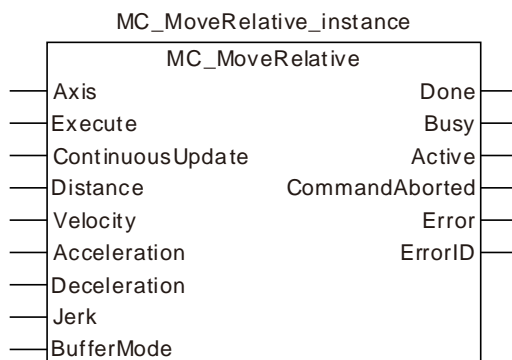 MC_MoveRelative_instance
MC_MoveRelative
Axis Done
Execute Busy
ContinuousUpdate Active
Distance CommandAborted
Velocity Error
Acceleration ErrorID
Deceleration
Jerk
BufferMode